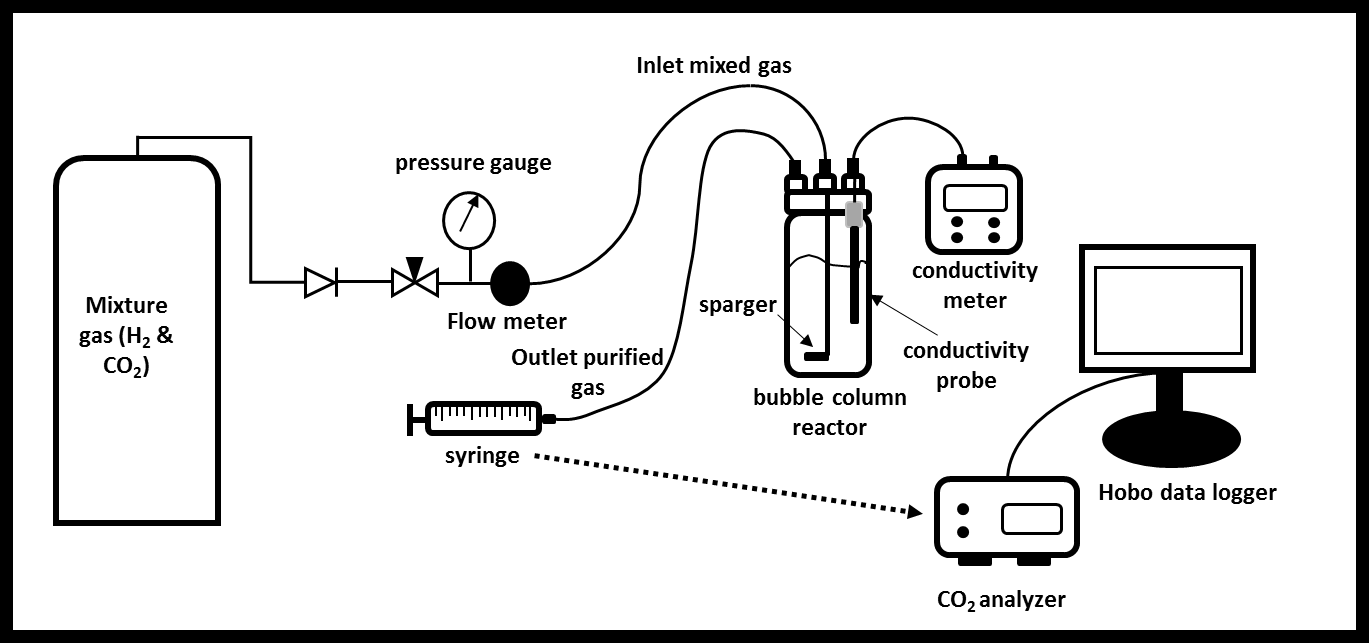 Inlet mixed gas
pressure gauge
Mixture
gas (H₂ &
CO₂)
Flow meter
Outlet purified
gas
syringe
sparger
bubble column
reactor
conductivity
meter
conductivity
probe
Hobo data logger
CO₂ analyzer